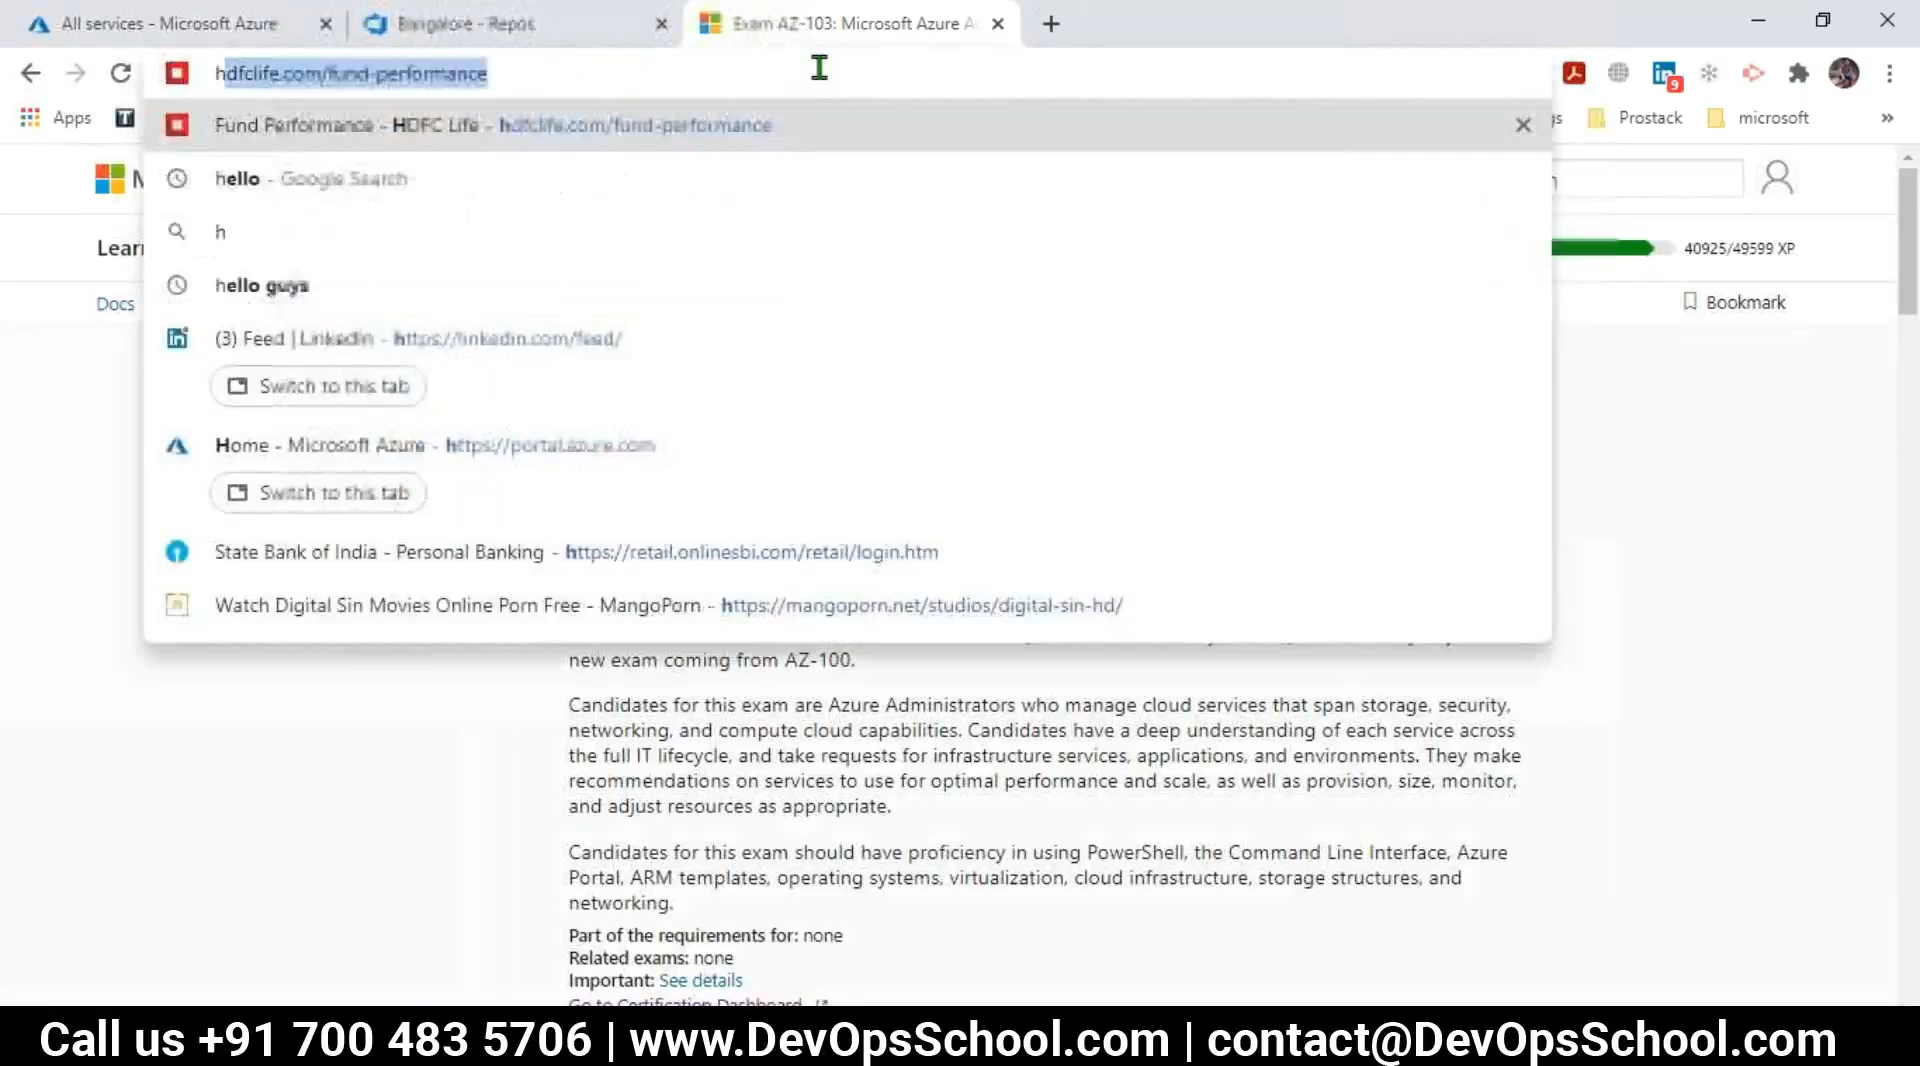 All services - Microsoft Azure
Bangalore - Repos
Exam AZ-103: Microsoft Azure A
hdfclife.com/fund-performance
9
Apps
Prostack
microsoft
»
Fund Performance - HDFC Life - hdfclife.com/fund-performance
hello - Google Search
h
Learn
40925/49599 XP
hello guys
Docs
Bookmark
(3) Feed | LinkedIn - https://linkedin.com/feed/
Switch to this tab
Home - Microsoft Azure - https://portal.azure.com
Switch to this tab
State Bank of India - Personal Banking - https://retail.onlinesbi.com/retail/login.htm
Watch Digital Sin Movies Online Porn Free - MangoPorn - https://mangoporn.net/studios/digital-sin-hd/
new exam coming from AZ-100.
Candidates for this exam are Azure Administrators who manage cloud services that span storage, security,
networking, and compute cloud capabilities. Candidates have a deep understanding of each service across
the full IT lifecycle, and take requests for infrastructure services, applications, and environments. They make
recommendations on services to use for optimal performance and scale, as well as provision, size, monitor,
and adjust resources as appropriate.
Candidates for this exam should have proficiency in using PowerShell, the Command Line Interface, Azure
Portal, ARM templates, operating systems, virtualization, cloud infrastructure, storage structures, and
networking.
Part of the requirements for: none
Related exams: none
Important: See details
Go to Certification Dashboard
Call us +91 700 483 5706 | www.DevOpsSchool.com | contact@DevOpsSchool.com